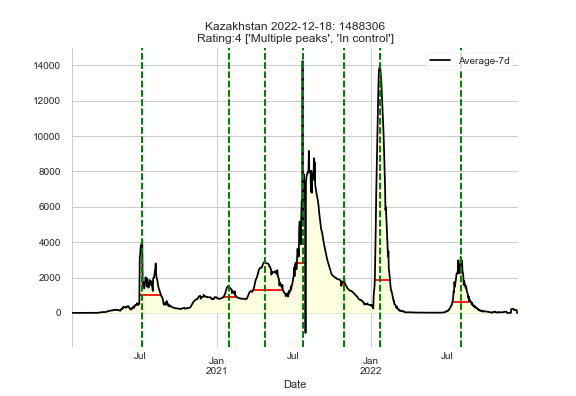 Kazakhstan 2022-12-18: 1488306
Rating:4 ['Multiple peaks', 'In control']
Average-7d
14000
12000
10000
8000
6000
4000
2000
0
Jul
Jan
2021
Jul
Jan
2022
Jul
Date